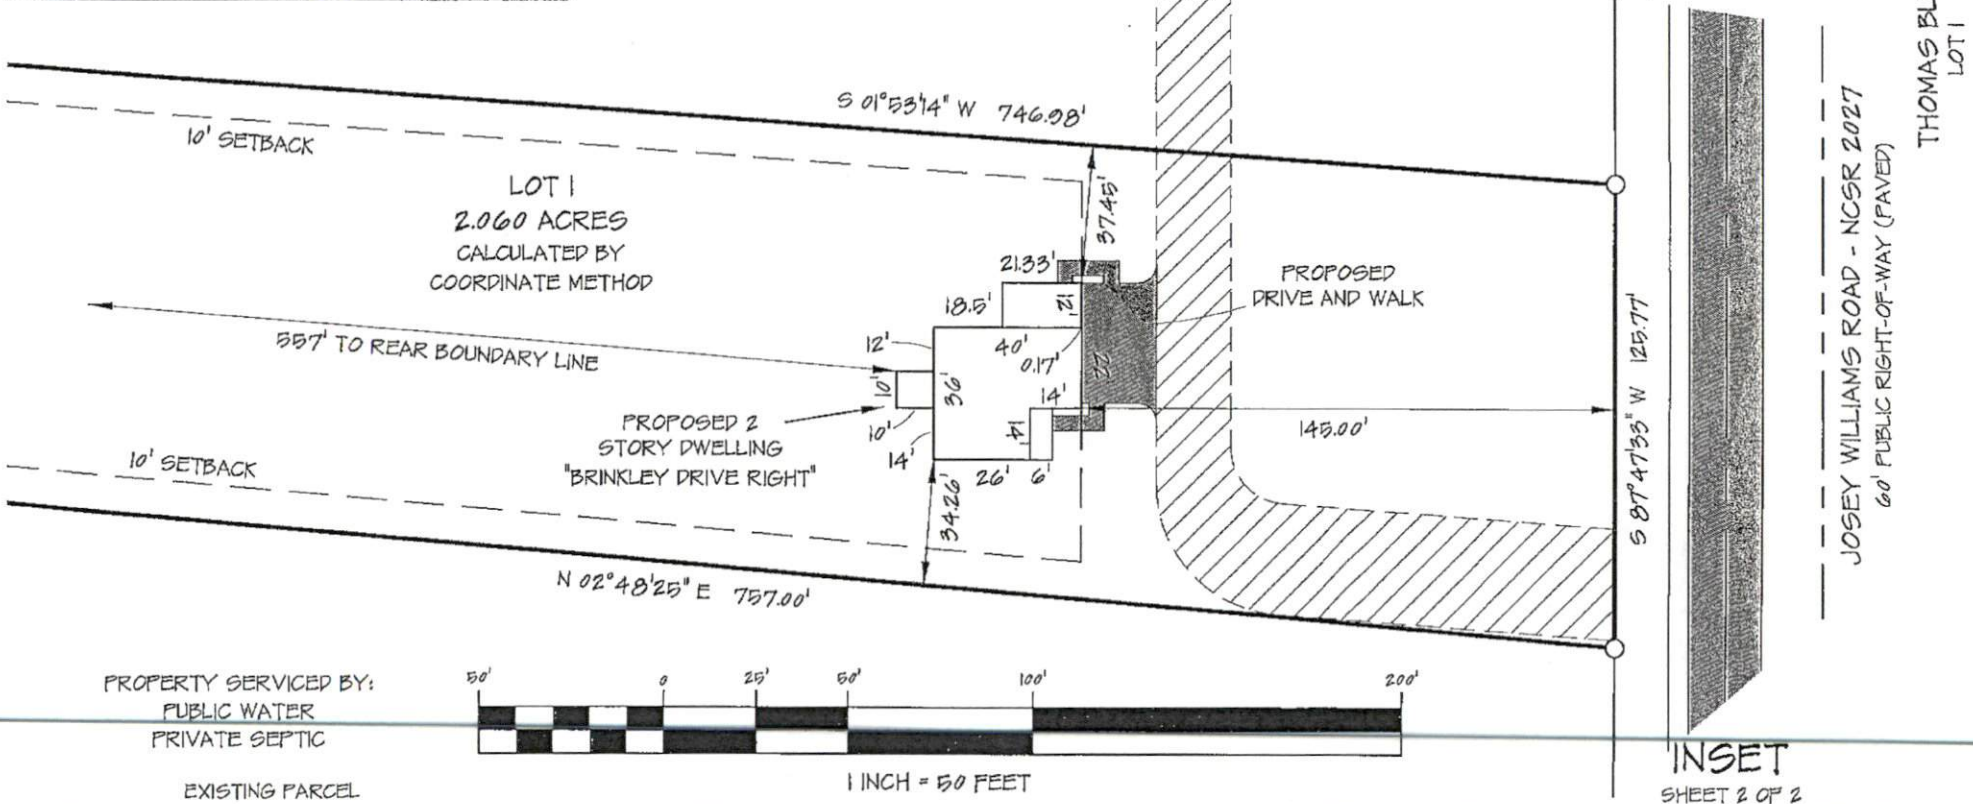 S 01°53'14" W 746.98'
10' SETBACK
LOT 1
2.060 ACRES
CALCULATED BY
COORDINATE METHOD
37.45'
21.33'
12
18.5'
PROPOSED
DRIVE AND WALK
557' TO REAR BOUNDARY LINE
12'
40'
0.17'
22
10'
36'
14'
10'
14
14'
26'
6'
145.00'
PROPOSED 2
STORY DWELLING
"BRINKLEY DRIVE RIGHT"
10' SETBACK
34.26'
N 02°48'25" E 757.00'
S 87°47'33" W 125.77'
JOSEY WILLIAMS ROAD - NCSR 2027
60' PUBLIC RIGHT-OF-WAY (PAVED)
THOMAS BL
LOT 1
PROPERTY SERVICED BY:
PUBLIC WATER
PRIVATE SEPTIC
50' 0 25' 50' 100' 200'
1 INCH = 50 FEET
EXISTING PARCEL
INSET
SHEET 2 OF 2